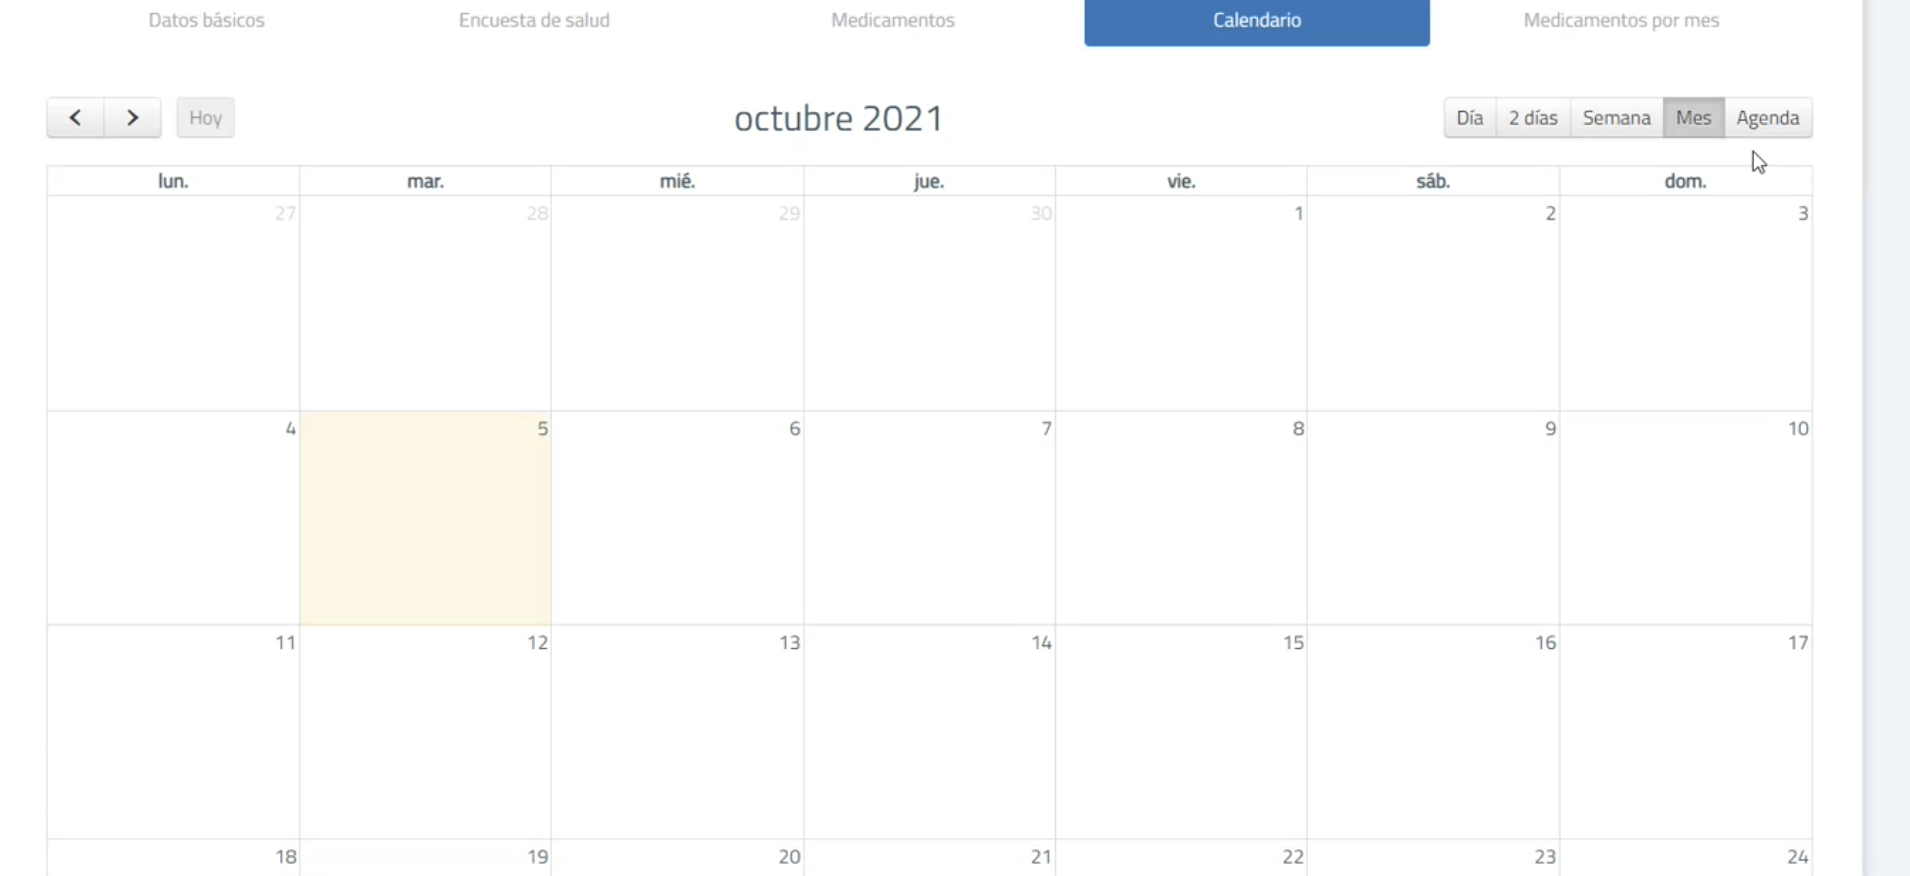 Datos básicos Encuesta de salud Medicamentos Calendario Medicamentos por mes
< > Hoy octubre 2021 Día 2 días Semana Mes Agenda
lun. mar. mié. jue. vie. sáb. dom.
27 28 29 30 1 2 3
4 5 6 7 8 9 10
11 12 13 14 15 16 17
18 19 20 21 22 23 24